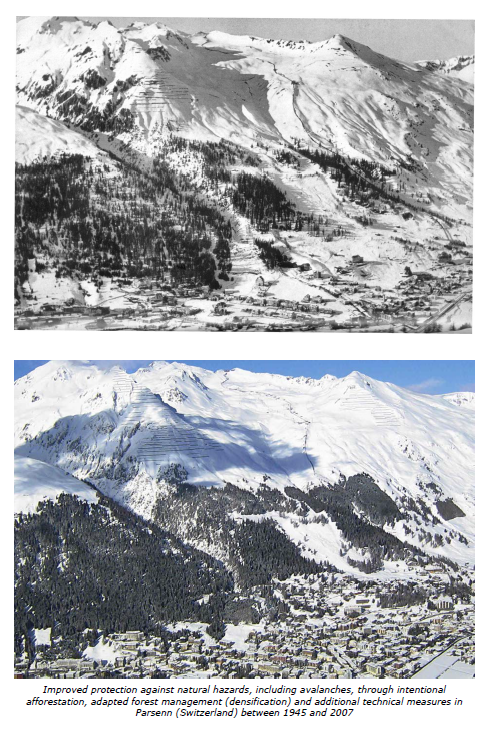 Improved protection against natural hazards, including avalanches, through intentional
afforestation, adapted forest management (densification) and additional technical measures in
Parsenn (Switzerland) between 1945 and 2007